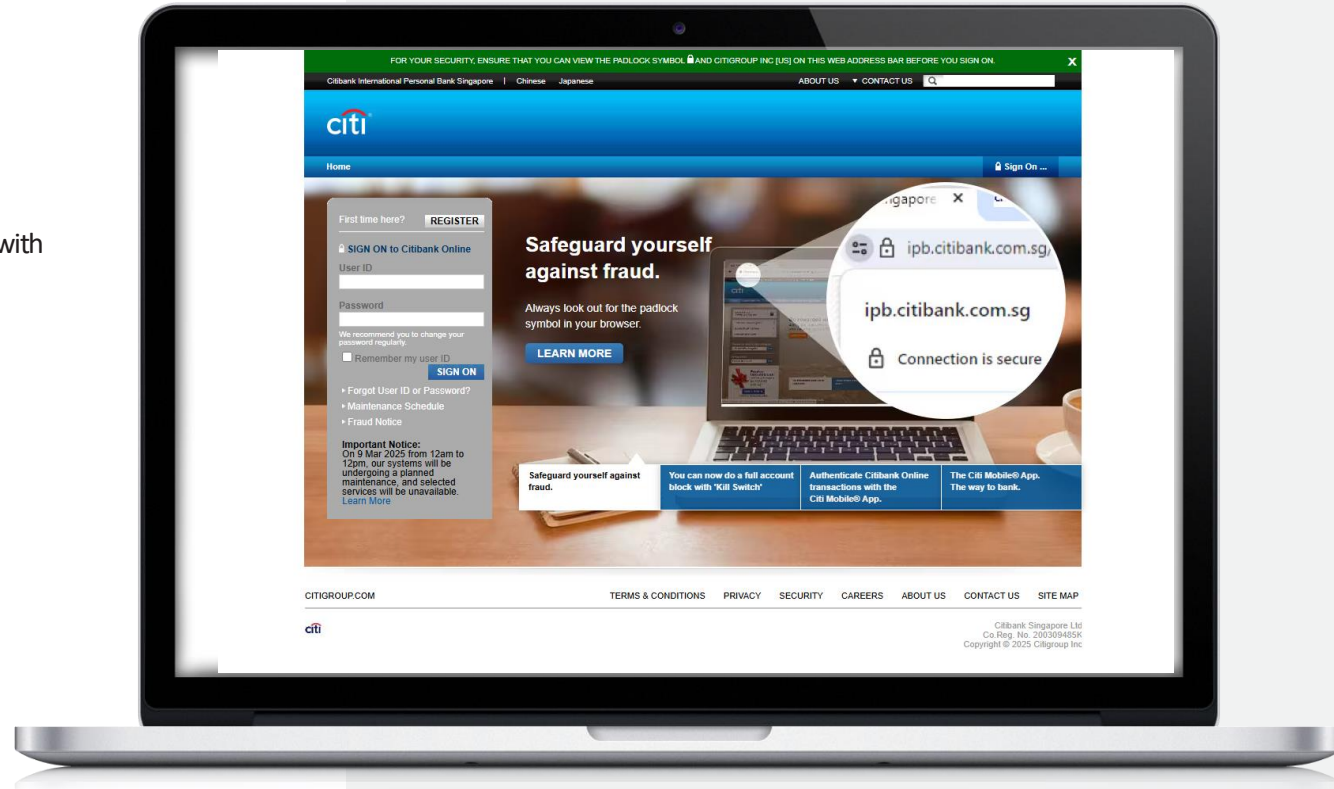 with
FOR YOUR SECURITY, ENSURE THAT YOU CAN VIEW THE PADLOCK SYMBOL AND CITIGROUP INC [US] ON THIS WEB ADDRESS BAR BEFORE YOU SIGN ON. X
Citibank International Personal Bank Singapore | Chinese Japanese ABOUT US ▼ CONTACT US
citi
Home Sign On ...
First time here? REGISTER
SIGN ON to Citibank Online
User ID
Password
We recommend you to change your
password regularly.
Remember my user ID
SIGN ON
Forgot User ID or Password?
Maintenance Schedule
Fraud Notice
Important Notice:
On 9 Mar 2025 from 12am to
12pm, our systems will be
undergoing a planned
maintenance, and selected
services will be unavailable.
Learn More
Safeguard yourself
against fraud.
Always look out for the padlock
symbol in your browser.
LEARN MORE
ipb.citibank.com.sg/
ipb.citibank.com.sg
Connection is secure
Safeguard yourself against
fraud.
You can now do a full account
block with 'Kill Switch'
Authenticate Citibank Online
transactions with the
Citi Mobile® App.
The Citi Mobile® App.
The way to bank.
CITIGROUP.COM TERMS & CONDITIONS PRIVACY SECURITY CAREERS ABOUT US CONTACT US SITE MAP
citi
Citibank Singapore Ltd
Co.Reg. No. 200309485K
Copyright © 2025 Citigroup Inc